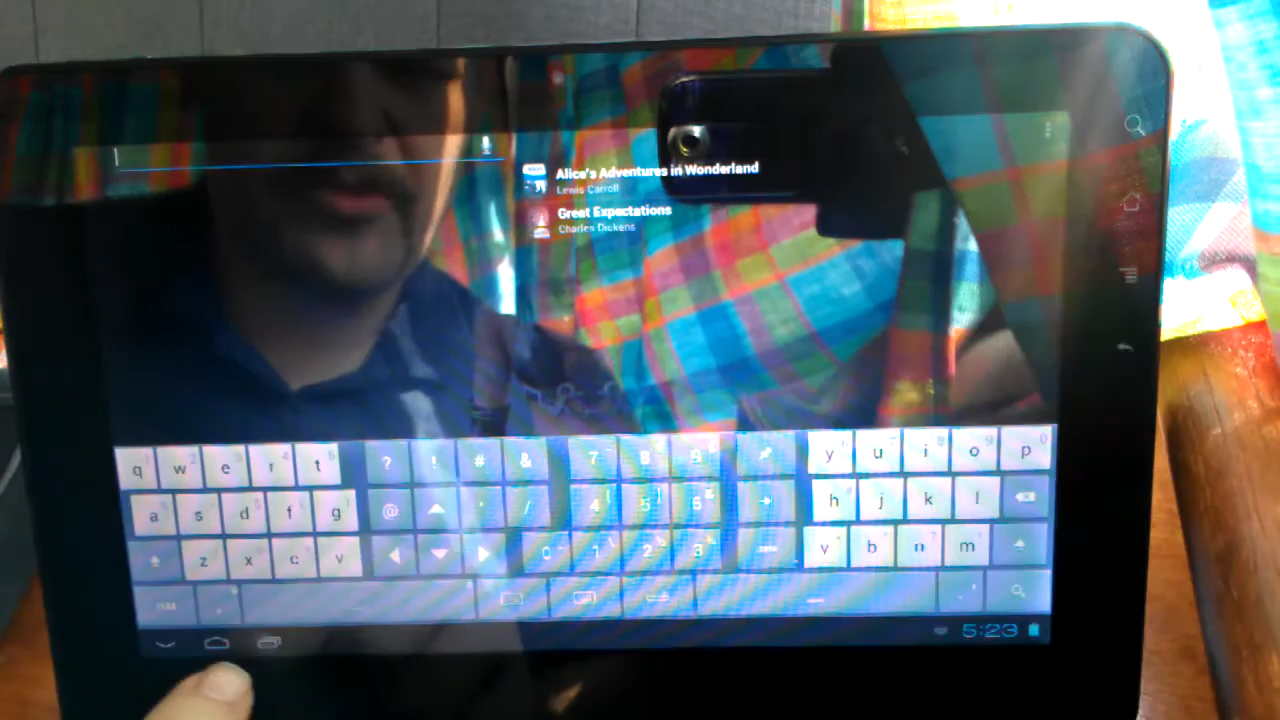 Alice's Adventures in Wonderland
Lewis Carroll
Great Expectations
Charles Dickens
q w e r t ? ! # & 7 8 9 y u i o p
a s d f g @ ' / 4 5 6 h j k l
z x c v 0 1 2 3 v b n m
5:23